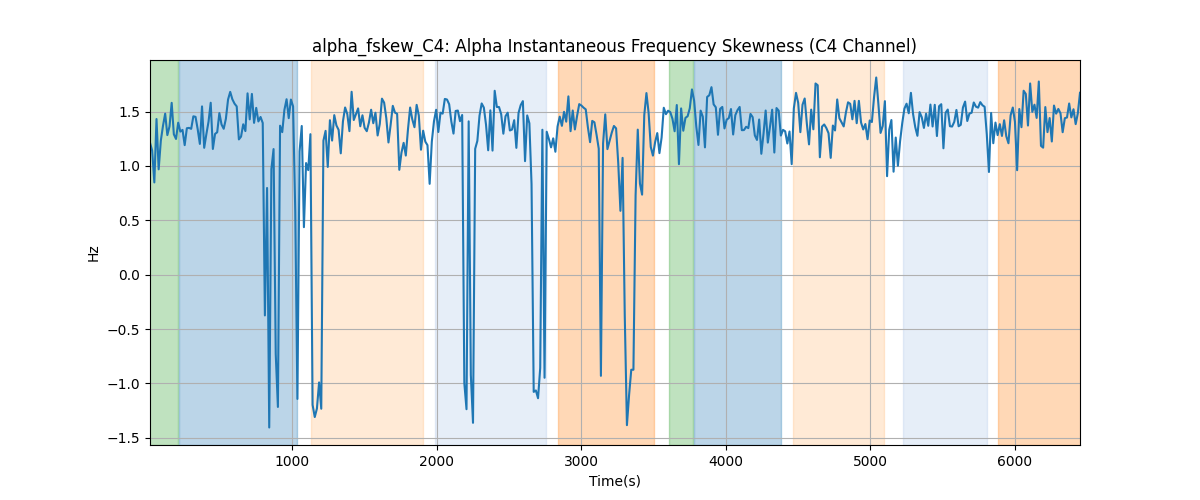 alpha_fskew_C4: Alpha Instantaneous Frequency Skewness (C4 Channel)
Hz
1.5
1.0
0.5
0.0
−0.5
−1.0
−1.5
1000 2000 3000 4000 5000 6000
Time(s)